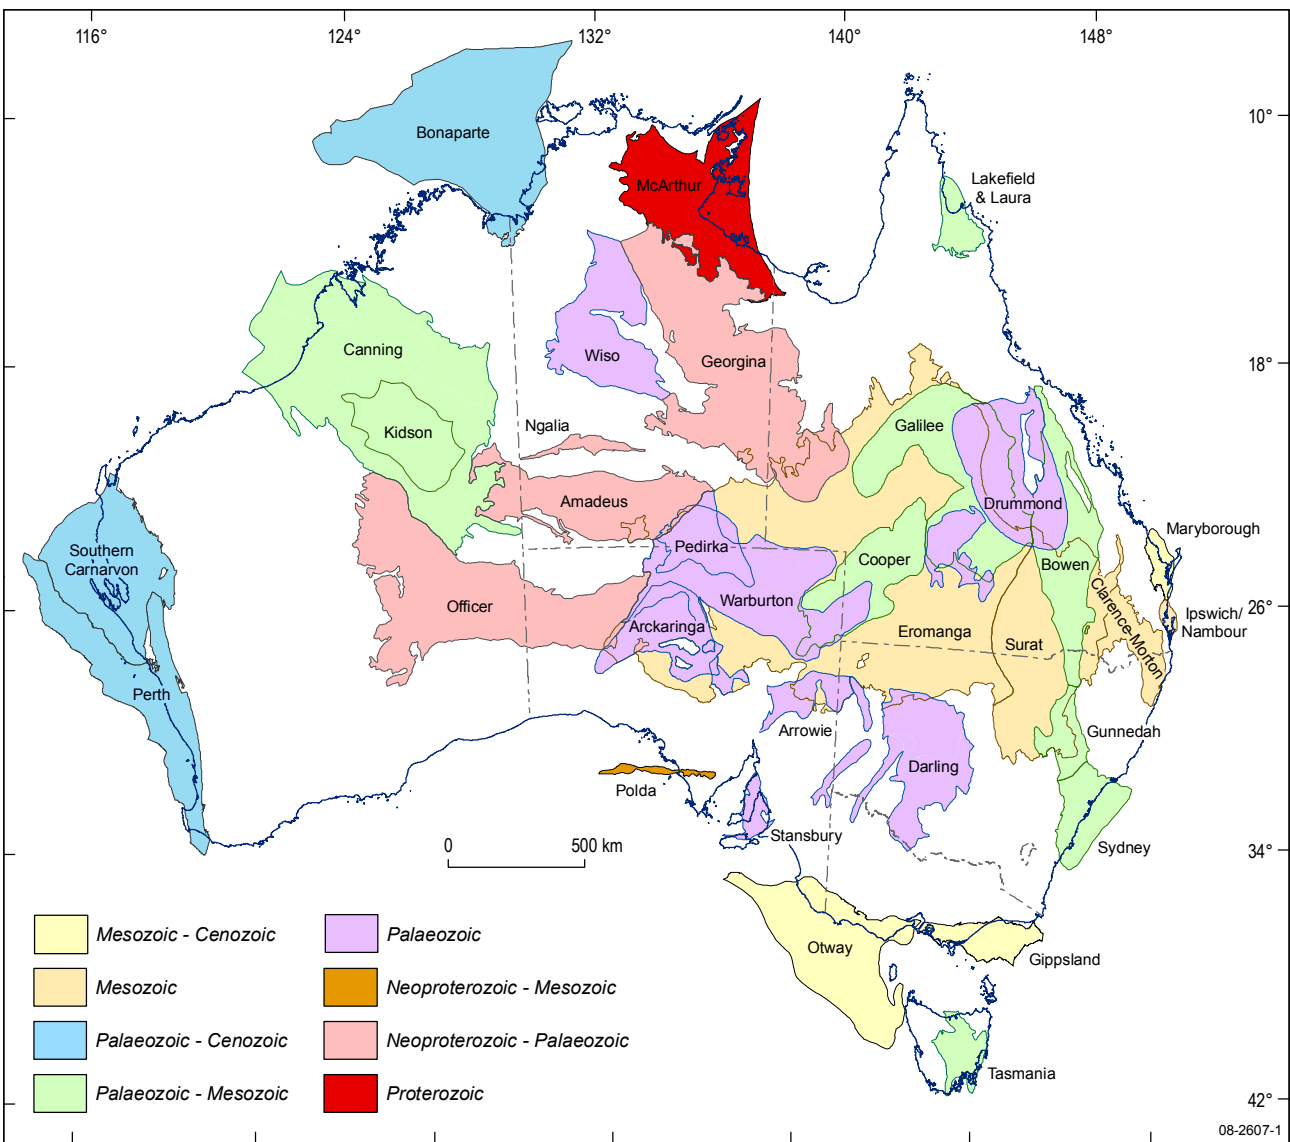 116°
124°
132°
140°
148°
10°
18°
26°
34°
42°
Bonaparte
McArthur
Lakefield
& Laura
Canning
Wiso
Georgina
Kidson
Ngalia
Galilee
Amadeus
Drummond
Maryborough
Southern
Carnarvon
Pedirka
Cooper
Bowen
Officer
Warburton
Clarence-Morton
Ipswich/
Nambour
Arckaringa
Eromanga
Surat
Perth
Arrowie
Gunnedah
Darling
Polda
Stansbury
Sydney
0 500 km
Otway
Gippsland
Tasmania
Mesozoic - Cenozoic
Mesozoic
Palaeozoic - Cenozoic
Palaeozoic - Mesozoic
Palaeozoic
Neoproterozoic - Mesozoic
Neoproterozoic - Palaeozoic
Proterozoic
08-2607-1